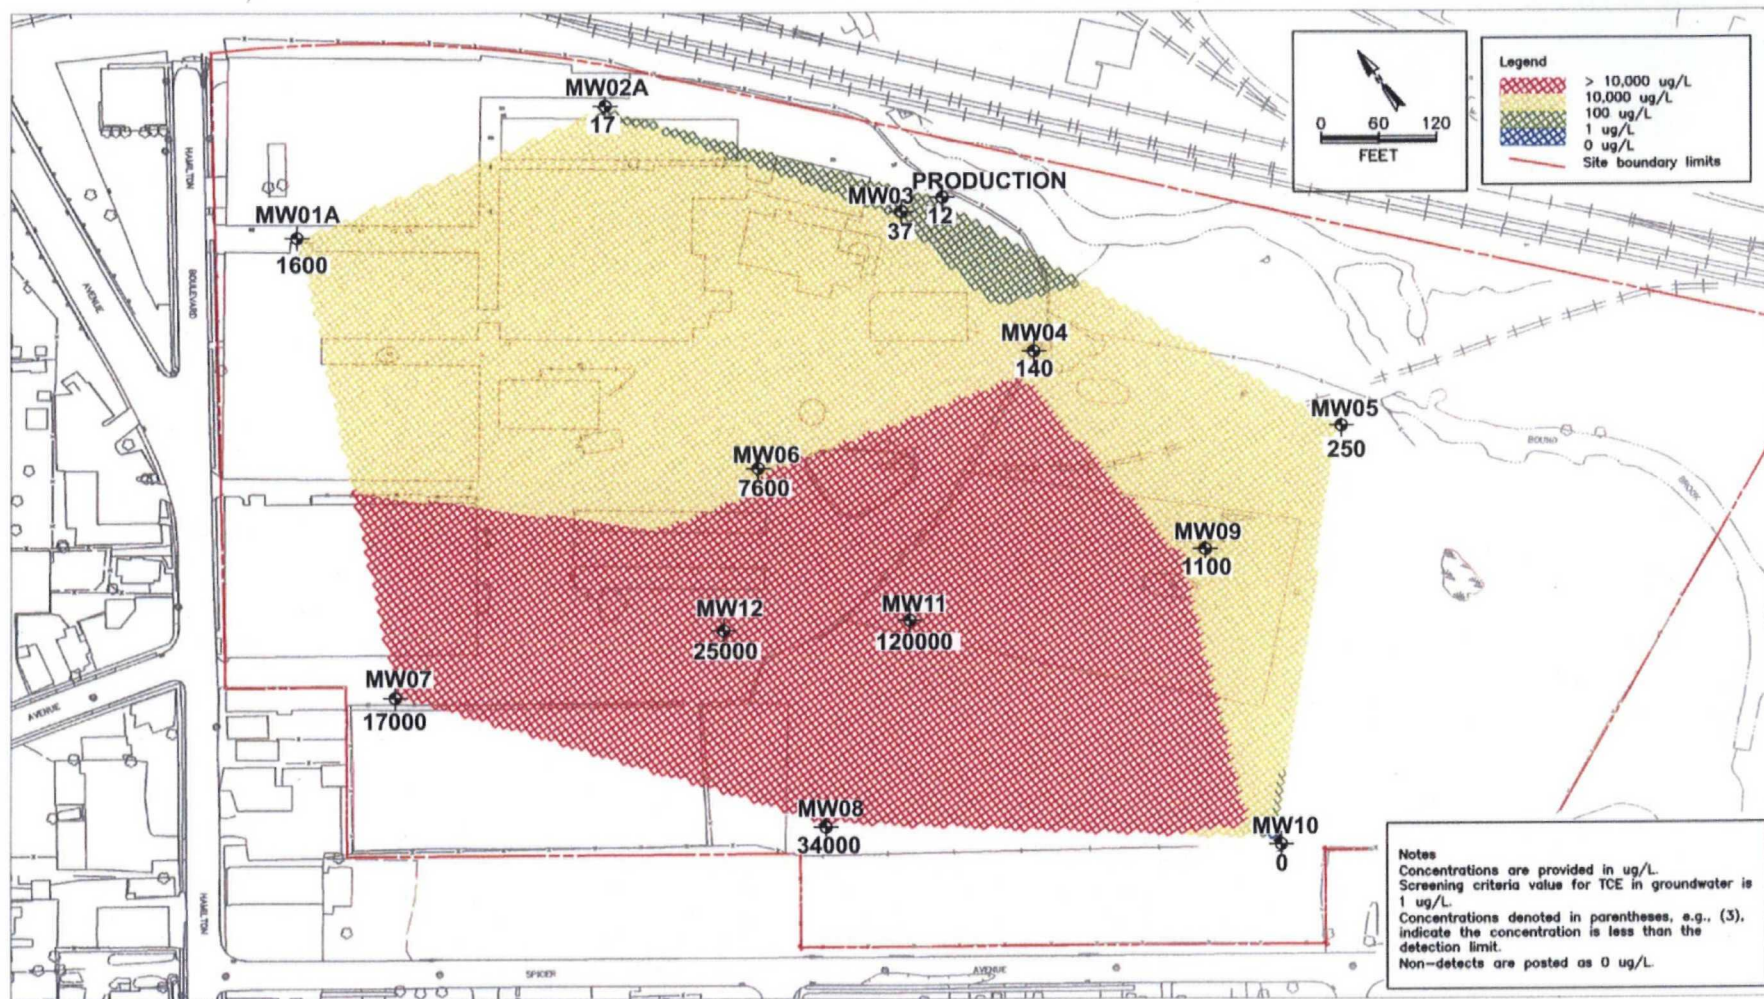 MW02A
17
MW01A
1600
PRODUCTION
12
MW03
37
MW04
140
MW05
250
MW06
7600
MW09
1100
MW12
25000
MW11
120000
MW07
17000
MW08
34000
MW10
0
HAMILTON
BOULEVARD
AVENUE
AVENUE
HAMILTON
SPICER
AVENUE
BOUND
BROOK
0 60 120
FEET
Legend
> 10,000 ug/L
10,000 ug/L
100 ug/L
1 ug/L
0 ug/L
Site boundary limits
Notes
Concentrations are provided in ug/L.
Screening criteria value for TCE in groundwater is
1 ug/L.
Concentrations denoted in parentheses, e.g., (3),
indicate the concentration is less than the
detection limit.
Non-detects are posted as 0 ug/L.